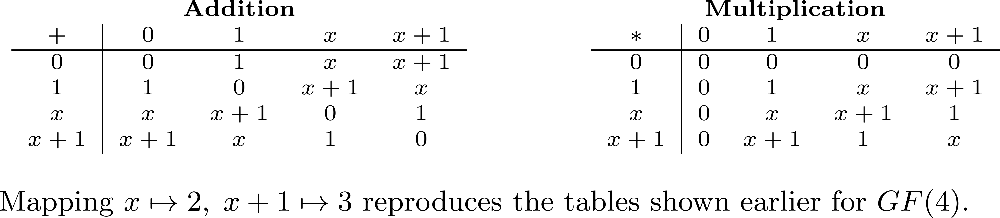 Addition
+ 0 1 x x + 1
0 0 1 x x + 1
1 1 0 x + 1 x
x x x + 1 0 1
x + 1 x + 1 x 1 0
Multiplication
* 0 1 x x + 1
0 0 0 0 0
1 0 1 x x + 1
x 0 x x + 1 1
x + 1 0 x + 1 1 x
Mapping x ↦ 2, x + 1 ↦ 3 reproduces the tables shown earlier for GF(4).